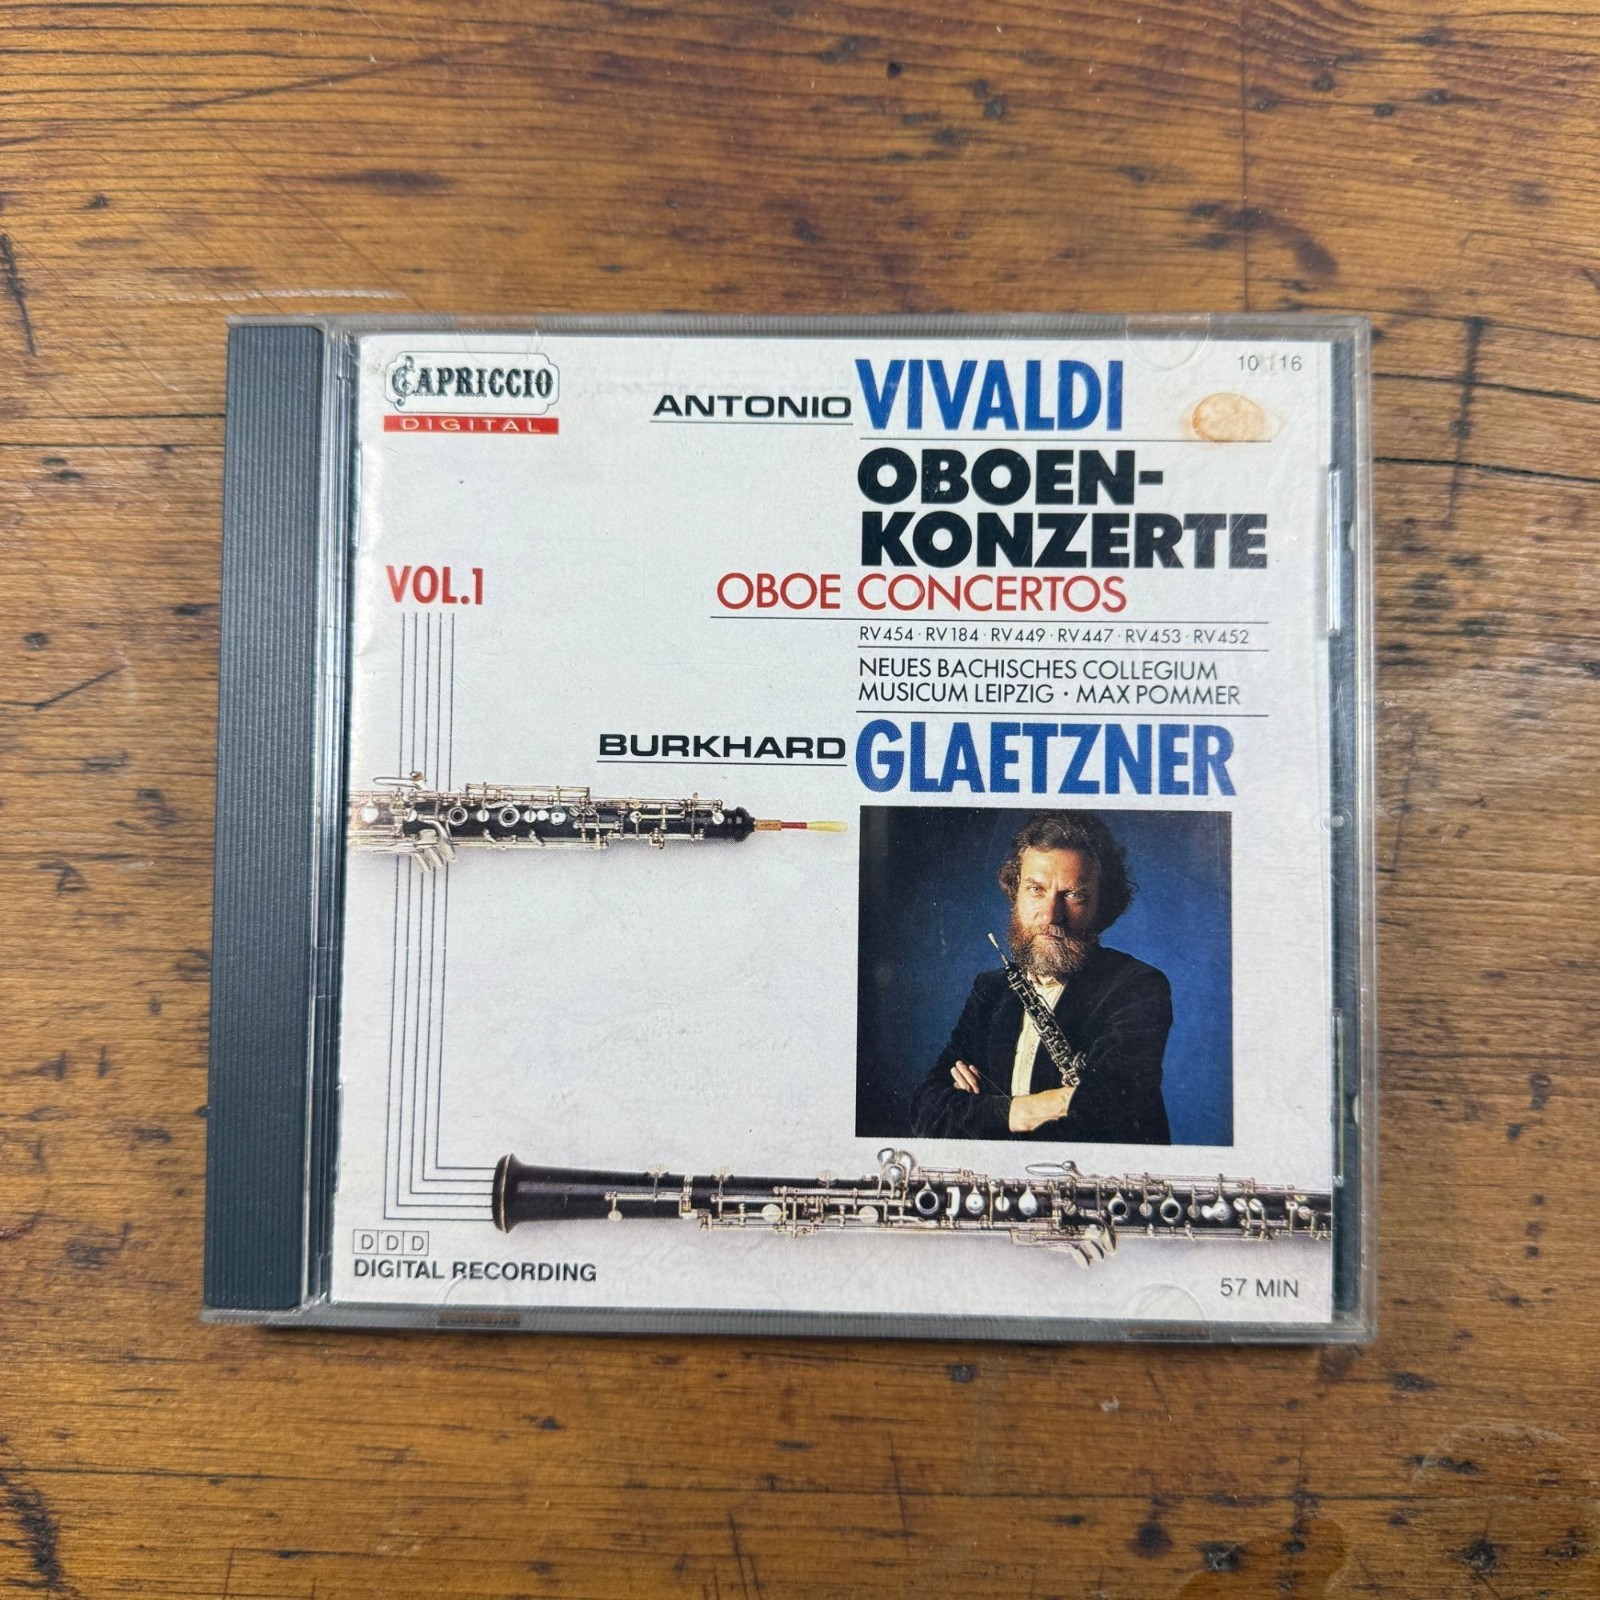 CAPRICCIO
DIGITAL
10 116
ANTONIO VIVALDI
OBOEN-
KONZERTE
VOL.1
OBOE CONCERTOS
RV454 · RV184 · RV449 · RV447 · RV453 · RV452
NEUES BACHISCHES COLLEGIUM
MUSICUM LEIPZIG · MAX POMMER
BURKHARD GLAETZNER
DDD
DIGITAL RECORDING
57 MIN